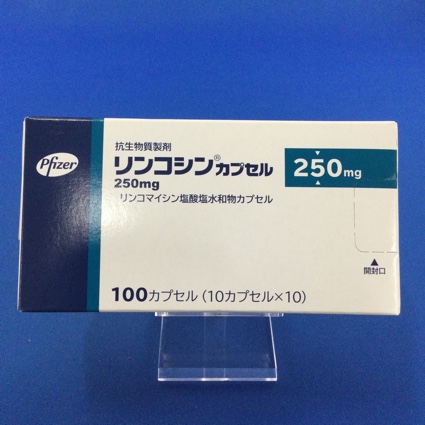 Pfizer
抗生物質製剤
リンコシン®カプセル
250mg
リンコマイシン塩酸塩水和物カプセル
250mg
開封口
100カプセル（10カプセル×10）